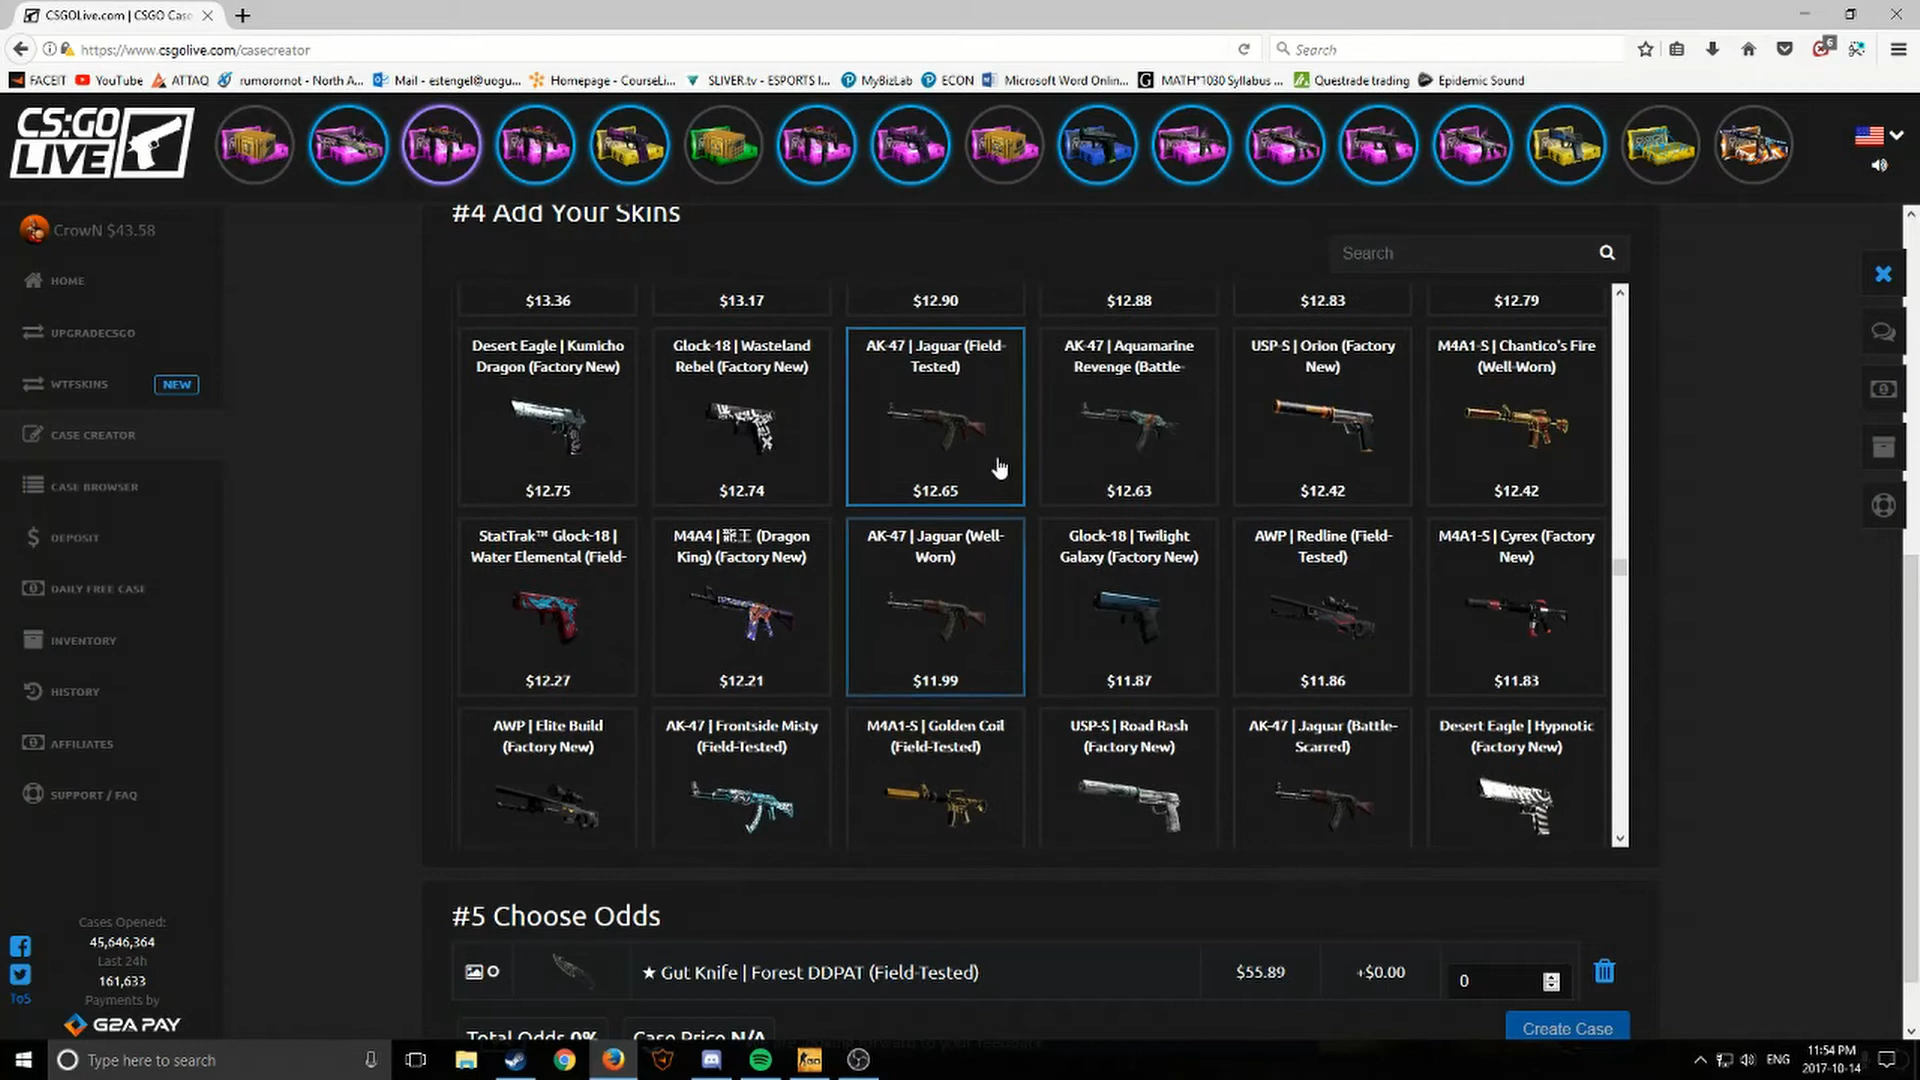 CSGOLive.com | CSGO Case
https://www.csgolive.com/casecreator
Search
6
FACEIT YouTube ATTAQ rumorornot - North A... Mail - estengel@uogu... Homepage - CourseLi... SLIVER.tv - ESPORTS I... MyBizLab ECON Microsoft Word Onlin... MATH*1030 Syllabus ... Questrade trading Epidemic Sound
CS:GO
LIVE
CrowN $43.58
HOME
UPGRADECSGO
WTFSKINS NEW
CASE CREATOR
CASE BROWSER
DEPOSIT
DAILY FREE CASE
INVENTORY
HISTORY
AFFILIATES
SUPPORT / FAQ
Cases Opened:
45,646,364
Last 24h
161,633
ToS
Payments by
G2A PAY
#4 Add Your Skins
Search
$13.36 $13.17 $12.90 $12.88 $12.83 $12.79
Desert Eagle | Kumicho Dragon (Factory New)
$12.75
Glock-18 | Wasteland Rebel (Factory New)
$12.74
AK-47 | Jaguar (Field-Tested)
$12.65
AK-47 | Aquamarine Revenge (Battle-
$12.63
USP-S | Orion (Factory New)
$12.42
M4A1-S | Chantico's Fire (Well-Worn)
$12.42
StatTrak™ Glock-18 | Water Elemental (Field-
$12.27
M4A4 | 龍王 (Dragon King) (Factory New)
$12.21
AK-47 | Jaguar (Well-Worn)
$11.99
Glock-18 | Twilight Galaxy (Factory New)
$11.87
AWP | Redline (Field-Tested)
$11.86
M4A1-S | Cyrex (Factory New)
$11.83
AWP | Elite Build (Factory New)
AK-47 | Frontside Misty (Field-Tested)
M4A1-S | Golden Coil (Field-Tested)
USP-S | Road Rash (Factory New)
AK-47 | Jaguar (Battle-Scarred)
Desert Eagle | Hypnotic (Factory New)
#5 Choose Odds
★ Gut Knife | Forest DDPAT (Field-Tested) $55.89 +$0.00 0
Total Odds 0% Case Price N/A
Create Case
Type here to search
ENG
11:54 PM
2017-10-14